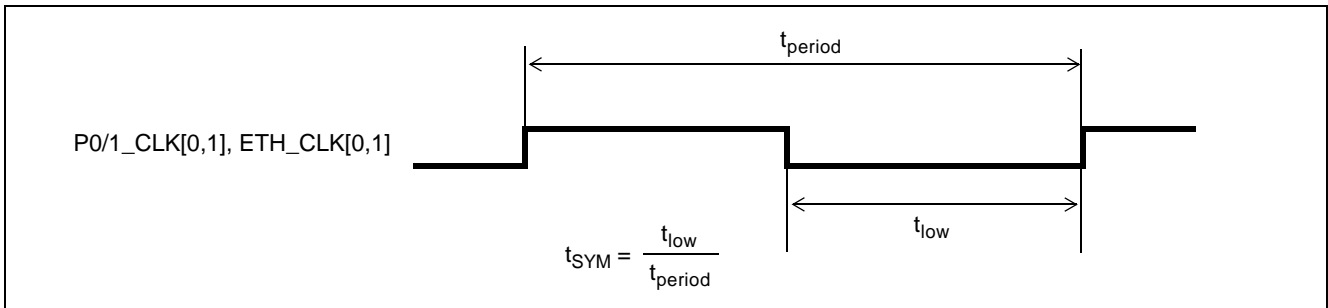 t_period
P0/1_CLK[0,1], ETH_CLK[0,1]
t_low
t_SYM = t_low / t_period